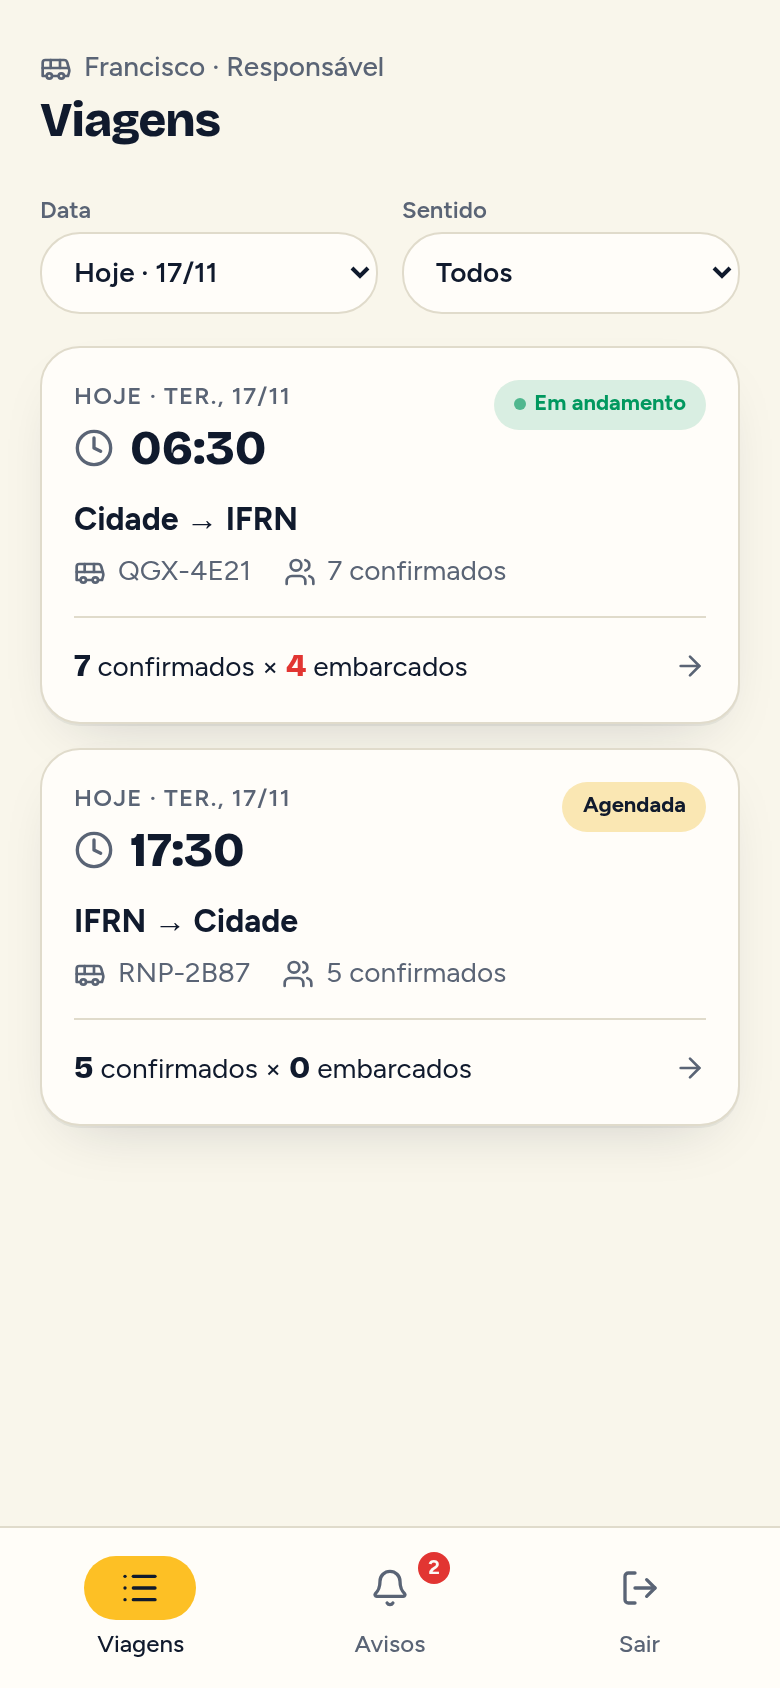 Francisco · Responsável
Viagens
Data
Sentido
Hoje · 17/11
Todos
HOJE · TER., 17/11
Em andamento
06:30
Cidade → IFRN
QGX-4E21
7 confirmados
7 confirmados × 4 embarcados
HOJE · TER., 17/11
Agendada
17:30
IFRN → Cidade
RNP-2B87
5 confirmados
5 confirmados × 0 embarcados
2
Viagens
Avisos
Sair